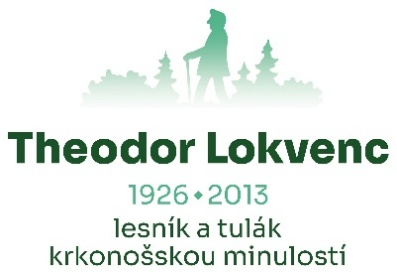 Theodor Lokvenc
1926 • 2013
lesník a tulák
krkonošskou minulostí